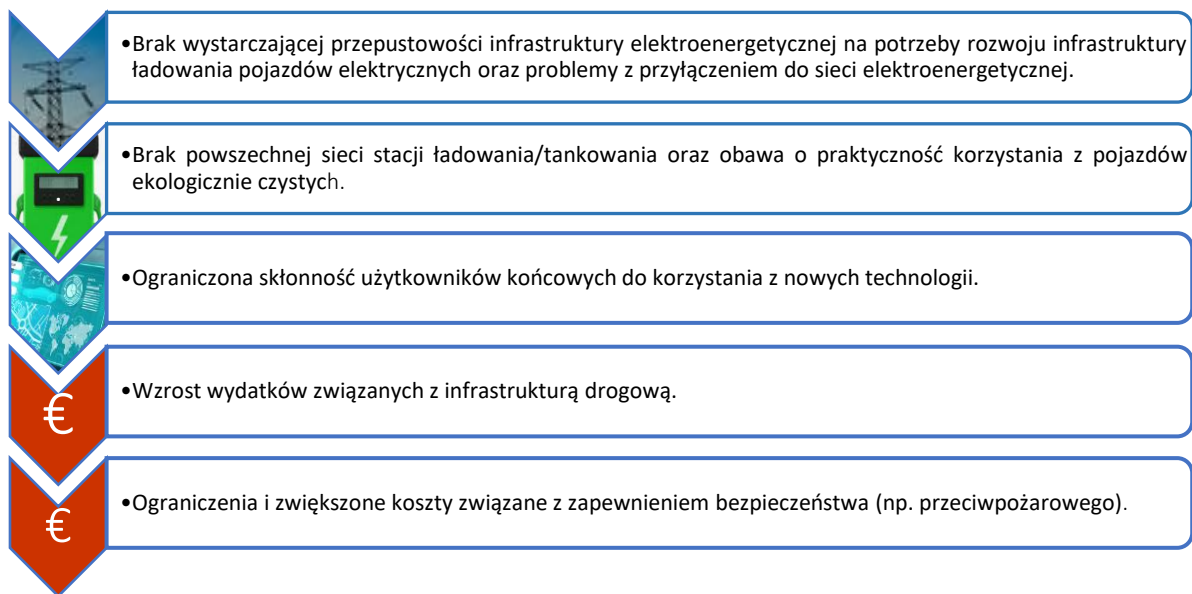 •Brak wystarczającej przepustowości infrastruktury elektroenergetycznej na potrzeby rozwoju infrastruktury
ładowania pojazdów elektrycznych oraz problemy z przyłączeniem do sieci elektroenergetycznej.
•Brak powszechnej sieci stacji ładowania/tankowania oraz obawa o praktyczność korzystania z pojazdów
ekologicznie czystych.
•Ograniczona skłonność użytkowników końcowych do korzystania z nowych technologii.
€
•Wzrost wydatków związanych z infrastrukturą drogową.
€
•Ograniczenia i zwiększone koszty związane z zapewnieniem bezpieczeństwa (np. przeciwpożarowego).